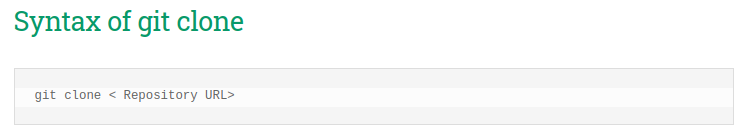 Syntax of git clone
git clone < Repository URL>